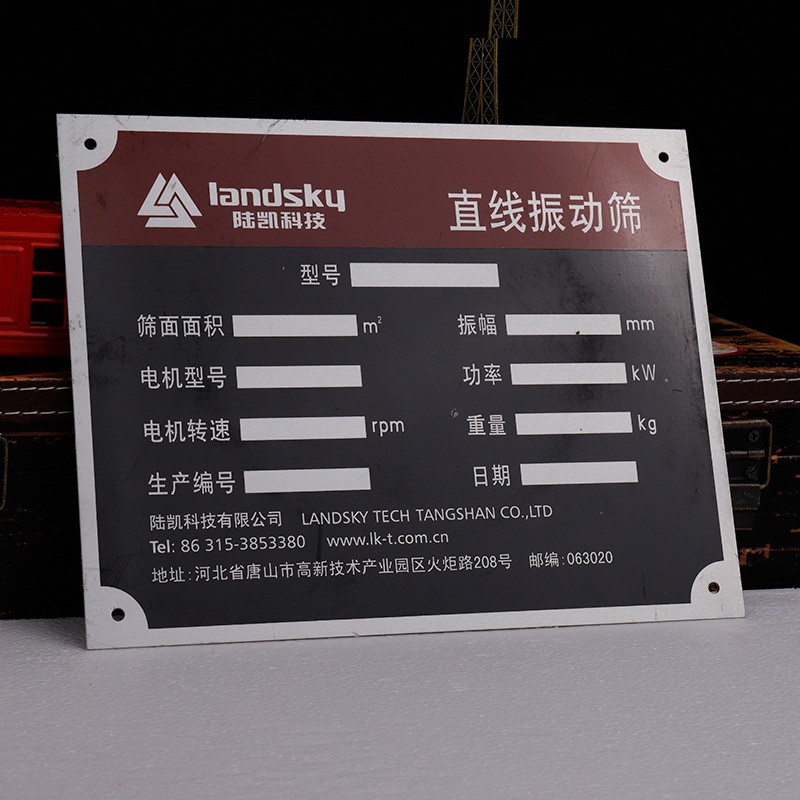 landsky
陆凯科技
直线振动筛
型号
筛面面积 m² 振幅 mm
电机型号 功率 kW
电机转速 rpm 重量 kg
生产编号 日期
陆凯科技有限公司 LANDSKY TECH TANGSHAN CO.,LTD
Tel: 86 315-3853380 www.lk-t.com.cn
地址:河北省唐山市高新技术产业园区火炬路208号 邮编:063020